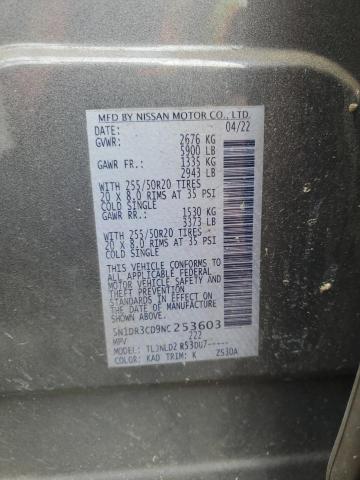 MFD BY NISSAN MOTOR CO., LTD.
DATE: 04/22
GVWR: 2676 KG
5900 LB
GAWR FR.: 1335 KG
2943 LB
WITH 255/50R20 TIRES
20 X 8.0 RIMS AT 35 PSI
COLD SINGLE
GAWR RR.: 1530 KG
3373 LB
WITH 255/50R20 TIRES
20 X 8.0 RIMS AT 35 PSI
COLD SINGLE
THIS VEHICLE CONFORMS TO
ALL APPLICABLE FEDERAL
MOTOR VEHICLE SAFETY
STANDARDS IN EFFECT ON
THE DATE OF MANUFACTURE
SHOWN ABOVE.
5N1DR3CD9NC253603
MPV 222
MODEL:
COLOR: KAD TRIM: K